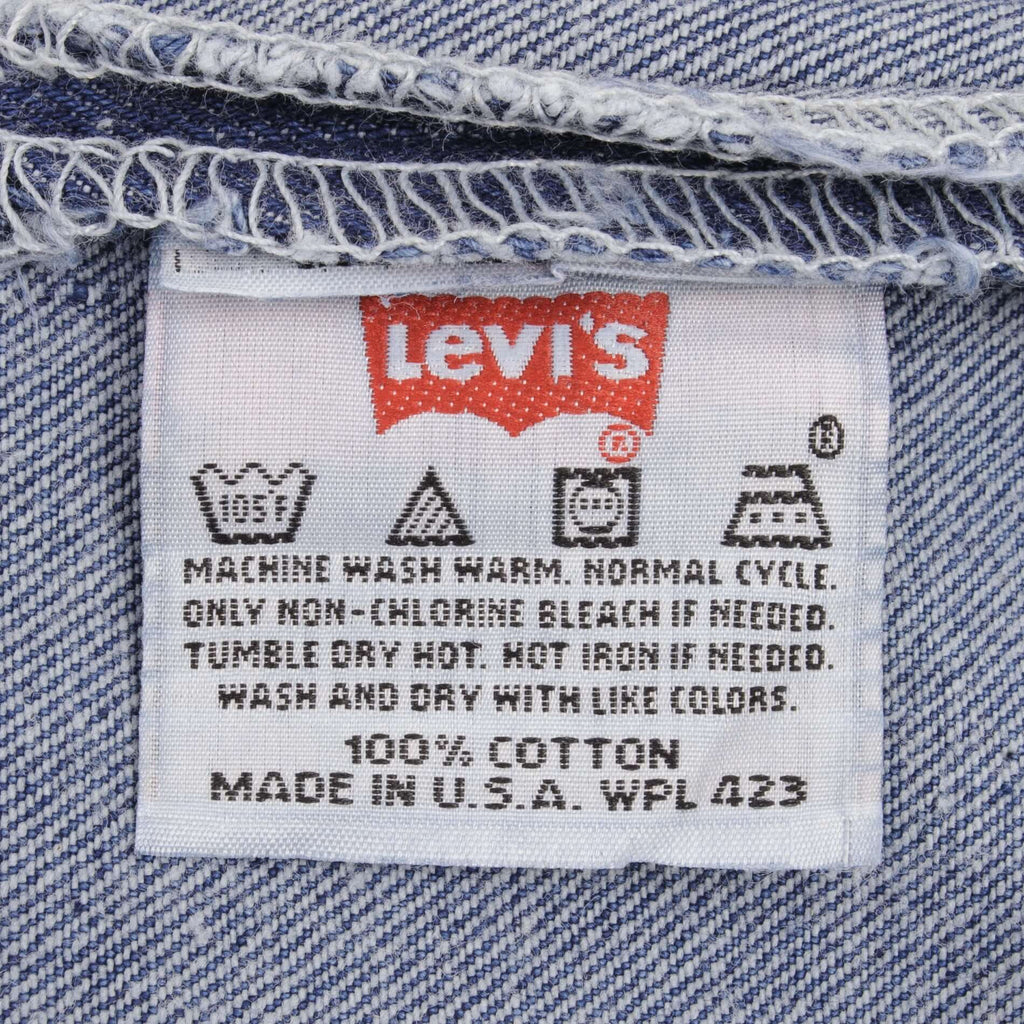 Levi's
®
®
105°F
MACHINE WASH WARM. NORMAL CYCLE.
ONLY NON-CHLORINE BLEACH IF NEEDED.
TUMBLE DRY HOT. HOT IRON IF NEEDED.
WASH AND DRY WITH LIKE COLORS.
100% COTTON
MADE IN U.S.A. WPL 423